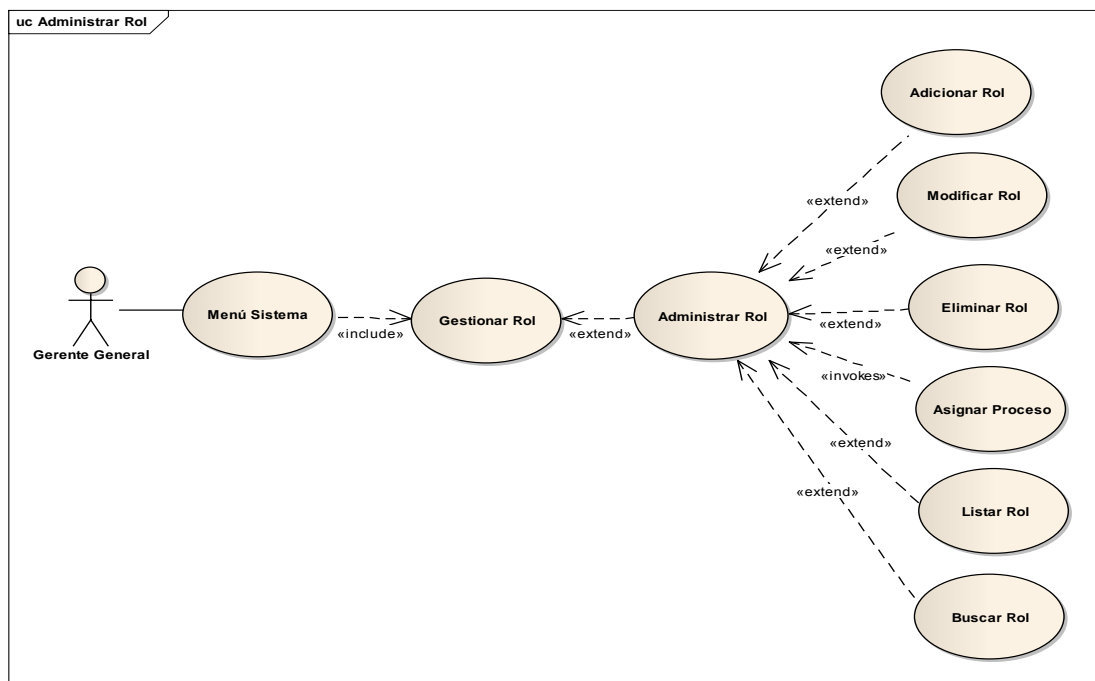 uc Administrar Rol
Adicionar Rol
«extend»
Modificar Rol
«extend»
Gerente General
Menú Sistema
«include»
Gestionar Rol
«extend»
Administrar Rol
Eliminar Rol
«extend»
«invokes»
Asignar Proceso
«extend»
Listar Rol
«extend»
Buscar Rol